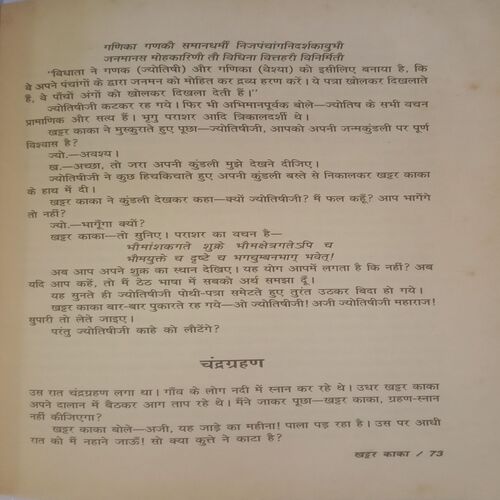 गणिका गणकौ समानधर्मी निजपंचांगनिदर्शकावुभौ
जनमानस मोहकारिणौ तौ विधिना वित्तहरौ विनिर्मितौ
"विधाता ने गणक (ज्योतिषी) और गणिका (वेश्या) को इसीलिए बनाया है, कि
वे अपने पंचांगों के द्वारा जनमन को मोहित कर द्रव्य हरण करें। ये पत्रा खोलकर दिखलाते
हैं, वे पाँचों अंगों को खोलकर दिखला देती हैं।"
ज्योतिषीजी कटकर रह गये। फिर भी अभिमानपूर्वक बोले—ज्योतिष के सभी वचन
प्रामाणिक और सत्य हैं। भृगु पराशर आदि त्रिकालदर्शी थे।
खट्टर काका ने मुस्कुराते हुए पूछा—ज्योतिषीजी, आपको अपनी जन्मकुंडली पर पूर्ण
विश्वास है?
ज्यो.—अवश्य।
ख.—अच्छा, तो जरा अपनी कुंडली मुझे देखने दीजिए।
ज्योतिषीजी ने कुछ हिचकिचाते हुए अपनी कुंडली बस्ते से निकालकर खट्टर काका
के हाथ में दी।
खट्टर काका ने कुंडली देखकर कहा—क्यों ज्योतिषीजी? मैं फल कहूँ? आप भागेंगे
तो नहीं?
ज्यो.—भागूँगा क्यों?
खट्टर काका—तो सुनिए। पराशर का वचन है—
भौमांशकगते शुक्रे भौमक्षेत्रगतेऽपि च
भौमयुक्ते च दृष्टे च भगचुम्बनभाग् भवेत्!
अब आप अपने शुक्र का स्थान देखिए। यह योग आपमें लगता है कि नहीं? अब
यदि आप कहें, तो मैं ठेठ भाषा में सबको अर्थ समझा दूँ।
यह सुनते ही ज्योतिषीजी पोथी-पत्रा समेटते हुए तुरंत उठकर विदा हो गये।
खट्टर काका बार-बार पुकारते रह गये—ओ ज्योतिषीजी! अजी ज्योतिषीजी महाराज!
सुपारी तो लेते जाइए।
परंतु ज्योतिषीजी काहे को लौटेंगे?
चंद्रग्रहण
उस रात चंद्रग्रहण लगा था। गाँव के लोग नदी में स्नान कर रहे थे। उधर खट्टर काका
अपने दालान में बैठकर आग ताप रहे थे। मैंने जाकर पूछा—खट्टर काका, ग्रहण-स्नान
नहीं कीजिएगा?
खट्टर काका बोले—अजी, यह जाड़े का महीना! पाला पड़ रहा है। उस पर आधी
रात को मैं नहाने जाऊँ! सो क्या कुत्ते ने काटा है?
खट्टर काका / 73